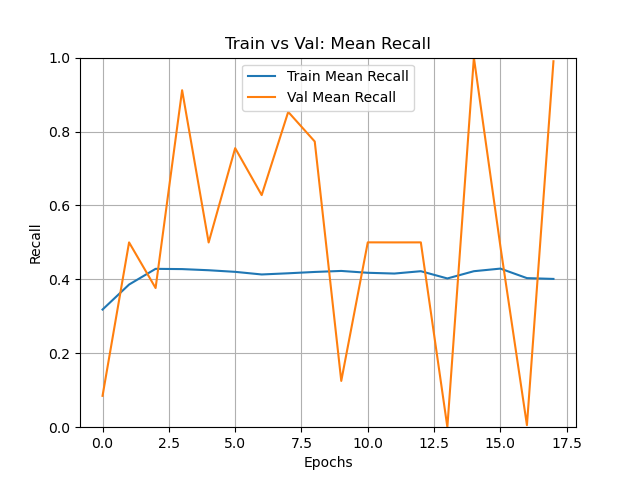 Train vs Val: Mean Recall
Train Mean Recall
Val Mean Recall
1.0
0.8
0.6
0.4
0.2
0.0
Recall
0.0 2.5 5.0 7.5 10.0 12.5 15.0 17.5
Epochs